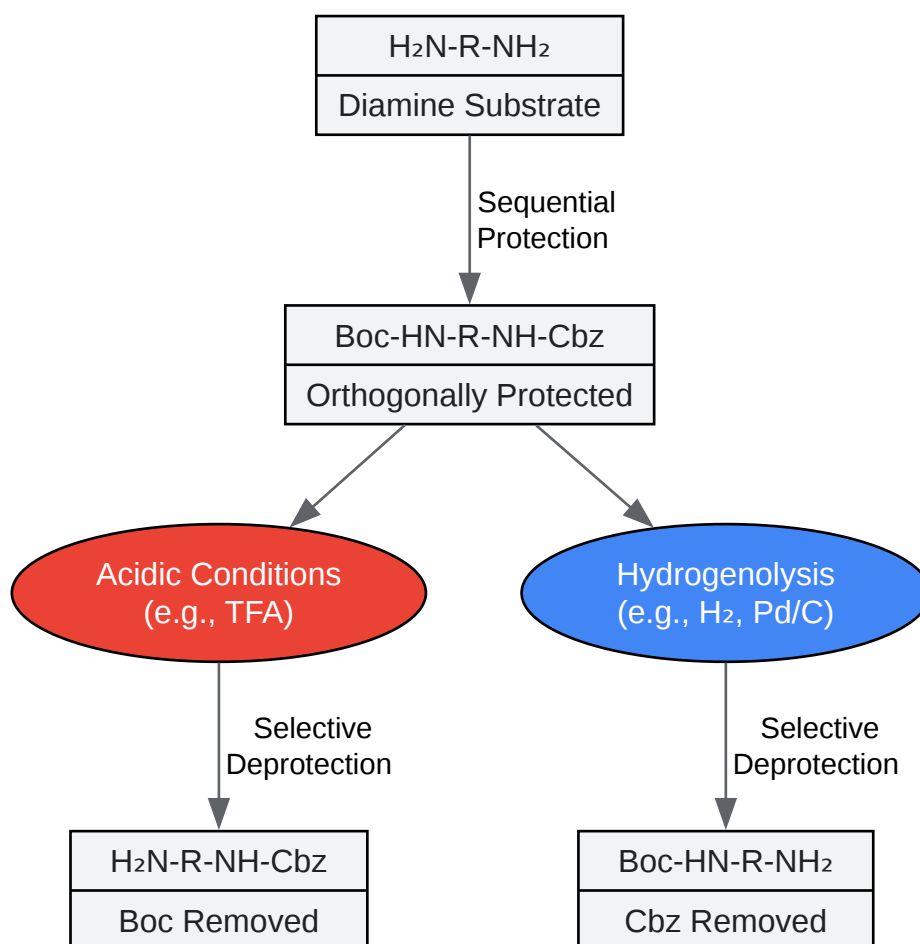 H₂N-R-NH₂
Diamine Substrate
Sequential
Protection
Boc-HN-R-NH-Cbz
Orthogonally Protected
Acidic Conditions
(e.g., TFA)
Hydrogenolysis
(e.g., H₂, Pd/C)
Selective
Deprotection
Selective
Deprotection
H₂N-R-NH-Cbz
Boc Removed
Boc-HN-R-NH₂
Cbz Removed